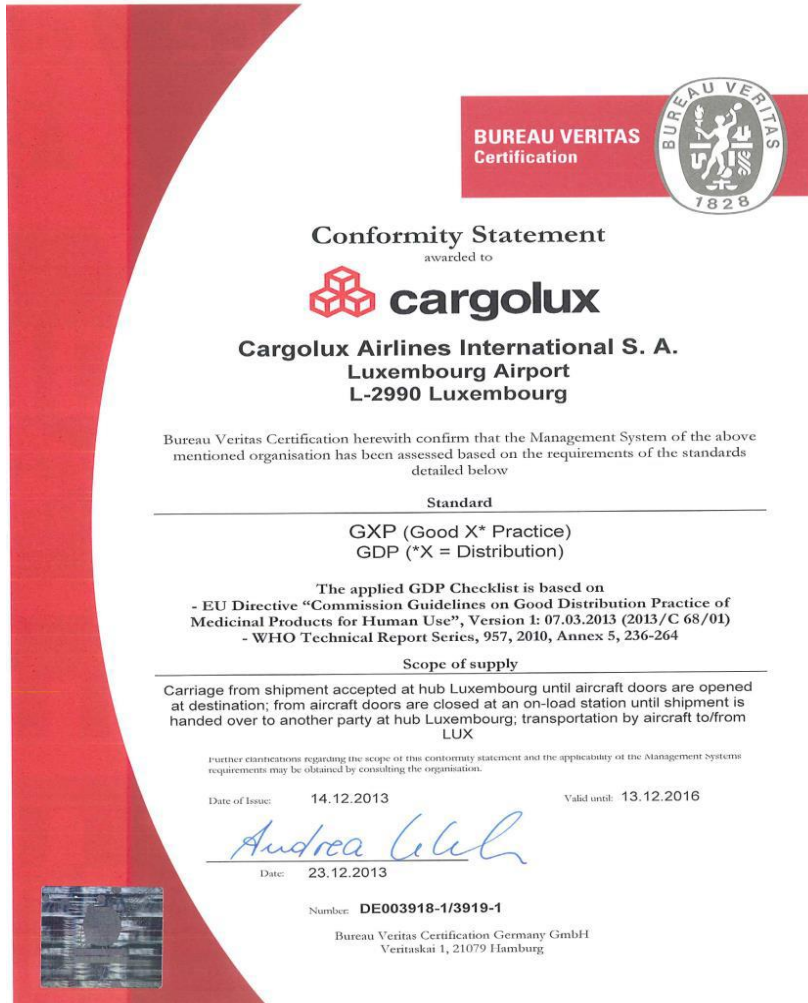 BUREAU VERITAS
Certification
BUREAU VERITAS
1828
Conformity Statement
awarded to
cargolux
Cargolux Airlines International S. A.
Luxembourg Airport
L-2990 Luxembourg
Bureau Veritas Certification herewith confirm that the Management System of the above
mentioned organisation has been assessed based on the requirements of the standards
detailed below
Standard
GXP (Good X* Practice)
GDP (*X = Distribution)
The applied GDP Checklist is based on
- EU Directive “Commission Guidelines on Good Distribution Practice of
Medicinal Products for Human Use”, Version 1: 07.03.2013 (2013/C 68/01)
- WHO Technical Report Series, 957, 2010, Annex 5, 236-264
Scope of supply
Carriage from shipment accepted at hub Luxembourg until aircraft doors are opened
at destination; from aircraft doors are closed at an on-load station until shipment is
handed over to another party at hub Luxembourg; transportation by aircraft to/from
LUX
Further clarifications regarding the scope of this conformity statement and the applicability of the Management Systems
requirements may be obtained by consulting the organisation.
Date of Issue: 14.12.2013 Valid until: 13.12.2016
Andrea
Date: 23.12.2013
Number: DE003918-1/3919-1
Bureau Veritas Certification Germany GmbH
Veritaskai 1, 21079 Hamburg